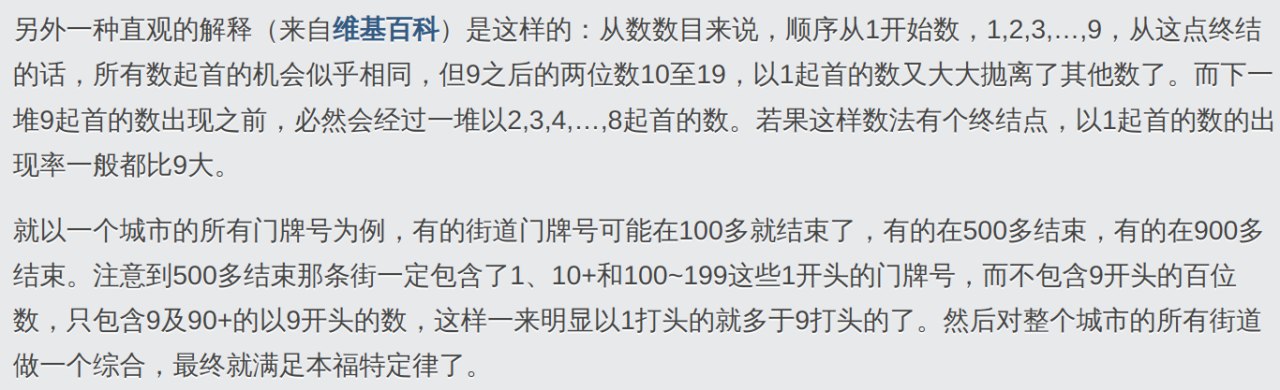 另外一种直观的解释（来自维基百科）是这样的：从数数目来说，顺序从1开始数，1,2,3,…,9，从这点终结
的话，所有数起首的机会似乎相同，但9之后的两位数10至19，以1起首的数又大大抛离了其他数了。而下一
堆9起首的数出现之前，必然会经过一堆以2,3,4,…,8起首的数。若果这样数法有个终结点，以1起首的数的出
现率一般都比9大。
就以一个城市的所有门牌号为例，有的街道门牌号可能在100多就结束了，有的在500多结束，有的在900多
结束。注意到500多结束那条街一定包含了1、10+和100~199这些1开头的门牌号，而不包含9开头的百位
数，只包含9及90+的以9开头的数，这样一来明显以1打头的就多于9打头的了。然后对整个城市的所有街道
做一个综合，最终就满足本福特定律了。